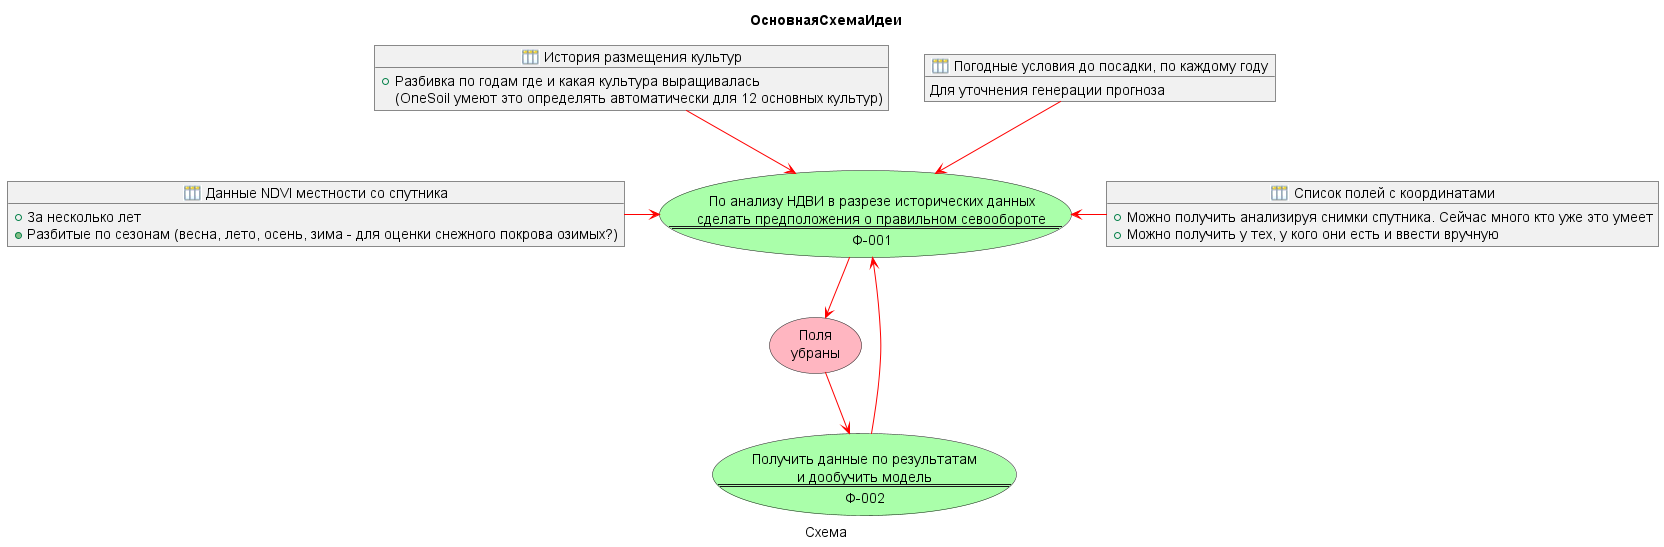 ОсновнаяСхемаИдеи
История размещения культур
Разбивка по годам где и какая культура выращивалась
(OneSoil умеют это определять автоматически для 12 основных культур)
Погодные условия до посадки, по каждому году
Для уточнения генерации прогноза
Данные NDVI местности со спутника
За несколько лет
Разбитые по сезонам (весна, лето, осень, зима - для оценки снежного покрова озимых?)
По анализу НДВИ в разрезе исторических данных
сделать предположения о правильном севообороте
Ф-001
Список полей с координатами
Можно получить анализируя снимки спутника. Сейчас много кто уже это умеет
Можно получить у тех, у кого они есть и ввести вручную
Поля
убраны
Получить данные по результатам
и дообучить модель
Ф-002
Схема